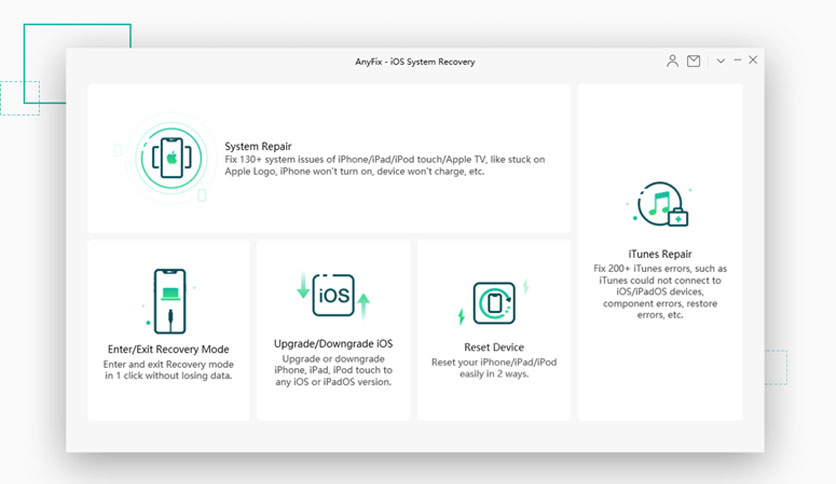 AnyFix - iOS System Recovery
System Repair
Fix 130+ system issues of iPhone/iPad/iPod touch/Apple TV, like stuck on
Apple Logo, iPhone won't turn on, device won't charge, etc.
Enter/Exit Recovery Mode
Enter and exit Recovery mode
in 1 click without losing data.
iOS
Upgrade/Downgrade iOS
Upgrade or downgrade
iPhone, iPad, iPod touch to
any iOS or iPadOS version.
Reset Device
Reset your iPhone/iPad/iPod
easily in 2 ways.
iTunes Repair
Fix 200+ iTunes errors, such as
iTunes could not connect to
iOS/iPadOS devices,
component errors, restore
errors, etc.